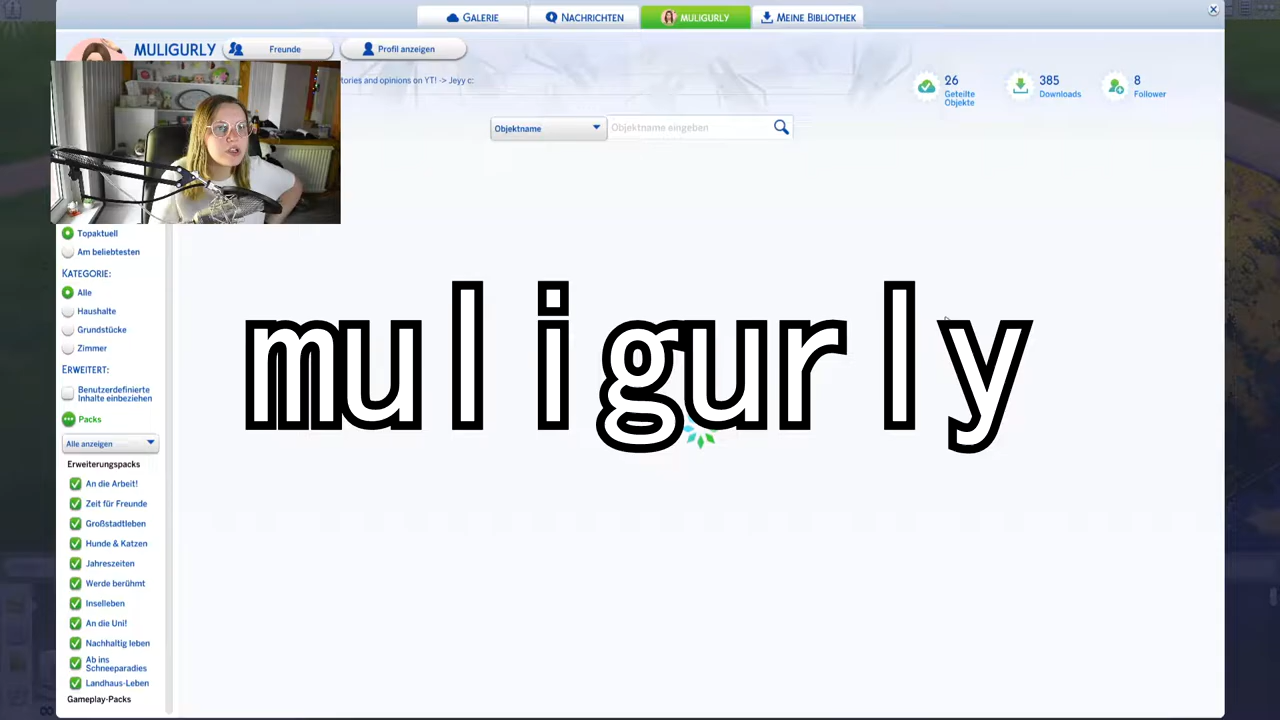 GALERIE
NACHRICHTEN
MULIGURLY
MEINE BIBLIOTHEK
MULIGURLY
Freunde
Profil anzeigen
tories and opinions on YT! -> Jeyy c:
26
Geteilte
Objekte
385
Downloads
8
Follower
Objektname
Objektname eingeben
Topaktuell
Am beliebtesten
KATEGORIE:
Alle
Haushalte
Grundstücke
Zimmer
ERWEITERT:
Benutzerdefinierte
Inhalte einbeziehen
Packs
Alle anzeigen
Erweiterungspacks
An die Arbeit!
Zeit für Freunde
Großstadtleben
Hunde & Katzen
Jahreszeiten
Werde berühmt
Inselleben
An die Uni!
Nachhaltig leben
Ab ins
Schneeparadies
Landhaus-Leben
Gameplay-Packs
muligurly